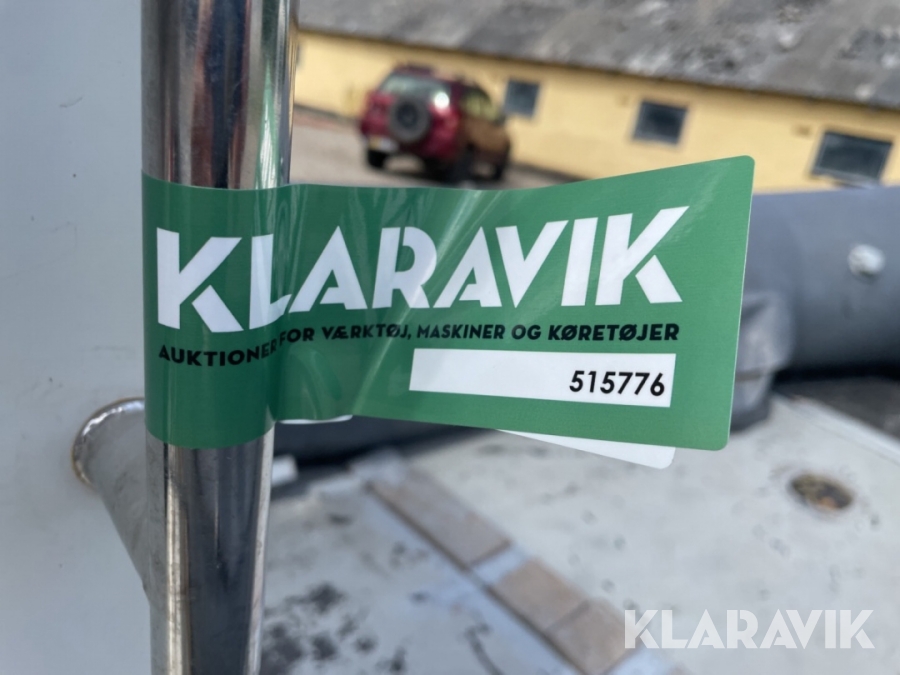 KLARAVIK
AUKTIONER FOR VÆRKTØJ, MASKINER OG KØRETØJER
515776
KLARAVIK